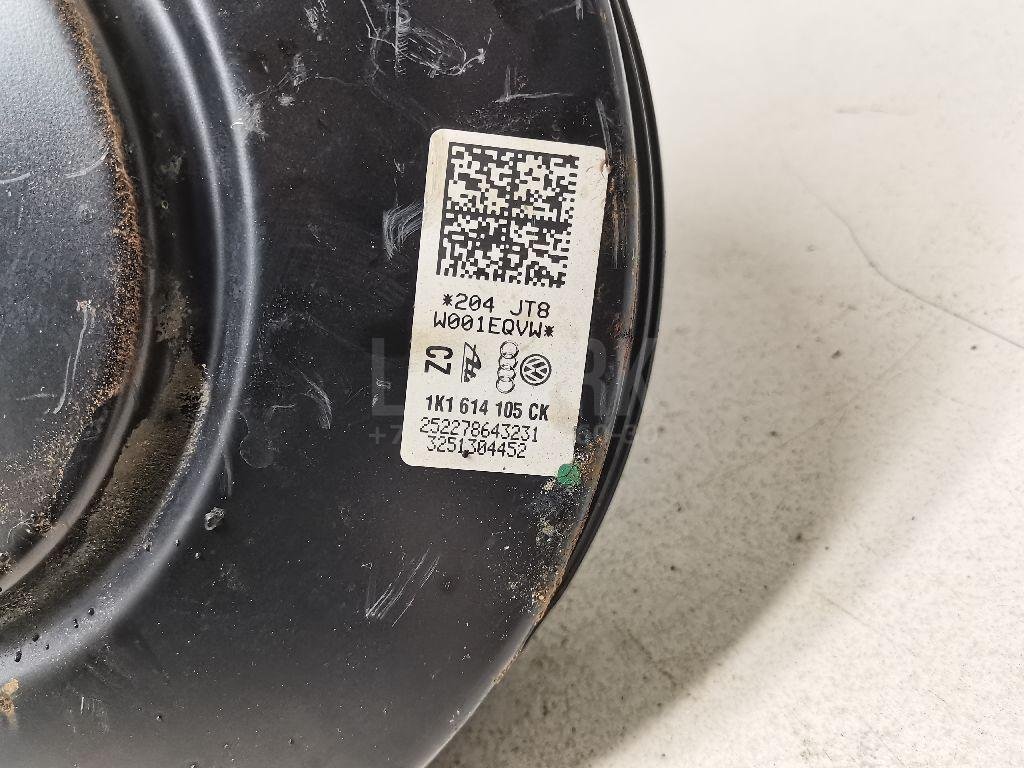 *204 JT8
W001EQVW*
CZ
1K1 614 105 CK
252278643231
3251304452